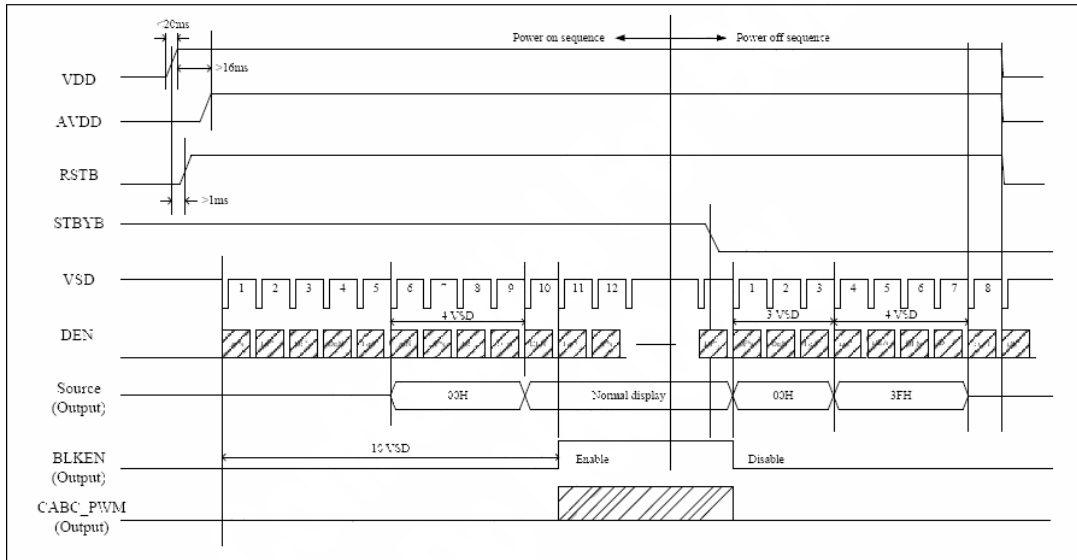 <20ms
Power on sequence
Power off sequence
VDD
>16ms
AVDD
RSTB
>1ms
STBYB
VSD
1 2 3 4 5 6 7 8 9 10 11 12
1 2 3 4 5 6 7 8
4 VSD
3 VSD
4 VSD
DEN
Source
(Output)
00H
Normal display
00H
3FH
10 VSD
BLKEN
(Output)
Enable
Disable
CABC_PWM
(Output)